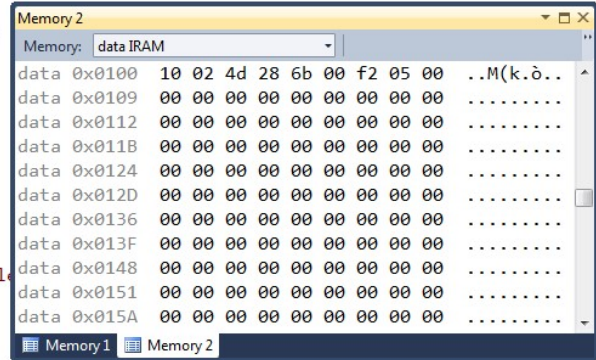 Memory 2
Memory: data IRAM
data 0x0100 10 02 4d 28 6b 00 f2 05 00 ..M(k.ò..
data 0x0109 00 00 00 00 00 00 00 00 00 .........
data 0x0112 00 00 00 00 00 00 00 00 00 .........
data 0x011B 00 00 00 00 00 00 00 00 00 .........
data 0x0124 00 00 00 00 00 00 00 00 00 .........
data 0x012D 00 00 00 00 00 00 00 00 00 .........
data 0x0136 00 00 00 00 00 00 00 00 00 .........
data 0x013F 00 00 00 00 00 00 00 00 00 .........
data 0x0148 00 00 00 00 00 00 00 00 00 .........
data 0x0151 00 00 00 00 00 00 00 00 00 .........
data 0x015A 00 00 00 00 00 00 00 00 00 .........
Memory 1 Memory 2